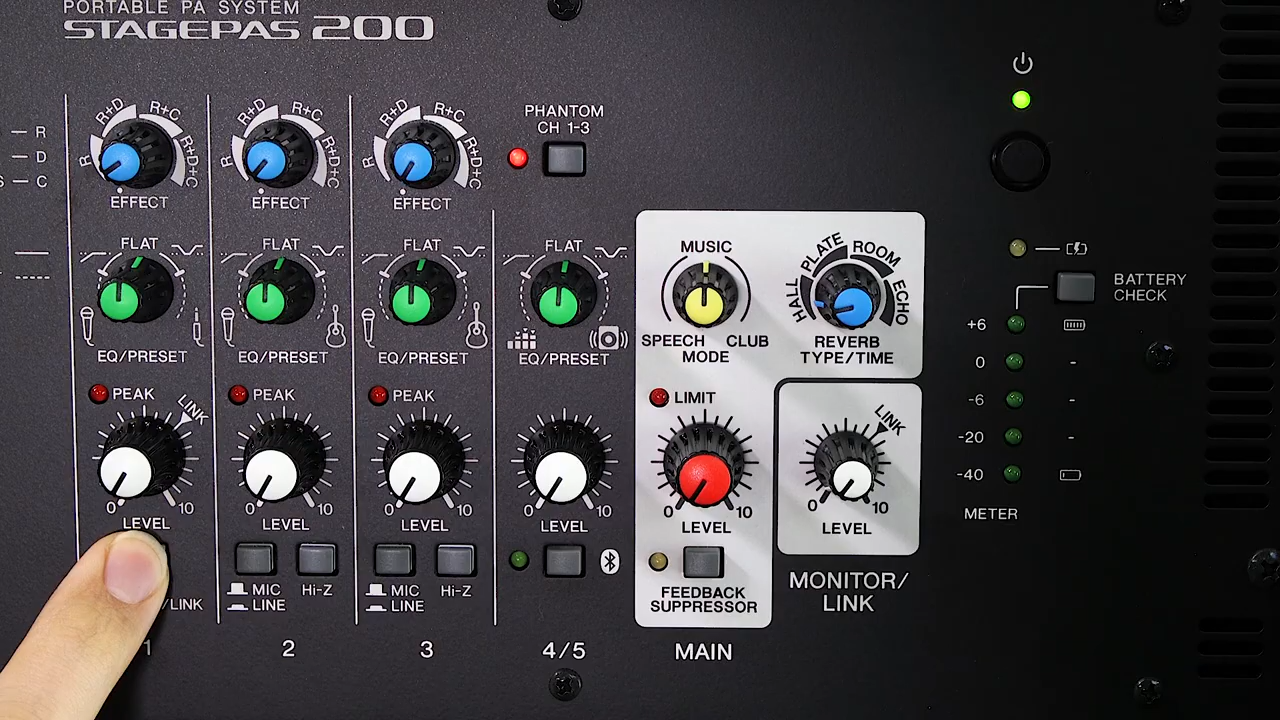 PORTABLE PA SYSTEM
STAGEPAS 200
R
D
C
R R+D R+C R+D+C
EFFECT
R R+D R+C R+D+C
EFFECT
R R+D R+C R+D+C
EFFECT
PHANTOM
CH 1-3
FLAT
EQ/PRESET
FLAT
EQ/PRESET
FLAT
EQ/PRESET
FLAT
EQ/PRESET
MUSIC
SPEECH CLUB
MODE
HALL PLATE ROOM ECHO
REVERB
TYPE/TIME
BATTERY
CHECK
+6
0 -
-6 -
-20 -
-40
METER
PEAK
LINK
0 10
LEVEL
/LINK
1
PEAK
0 10
LEVEL
MIC
LINE
Hi-Z
2
PEAK
0 10
LEVEL
MIC
LINE
Hi-Z
3
0 10
LEVEL
4/5
LIMIT
0 10
LEVEL
FEEDBACK
SUPPRESSOR
MAIN
LINK
0 10
LEVEL
MONITOR/
LINK